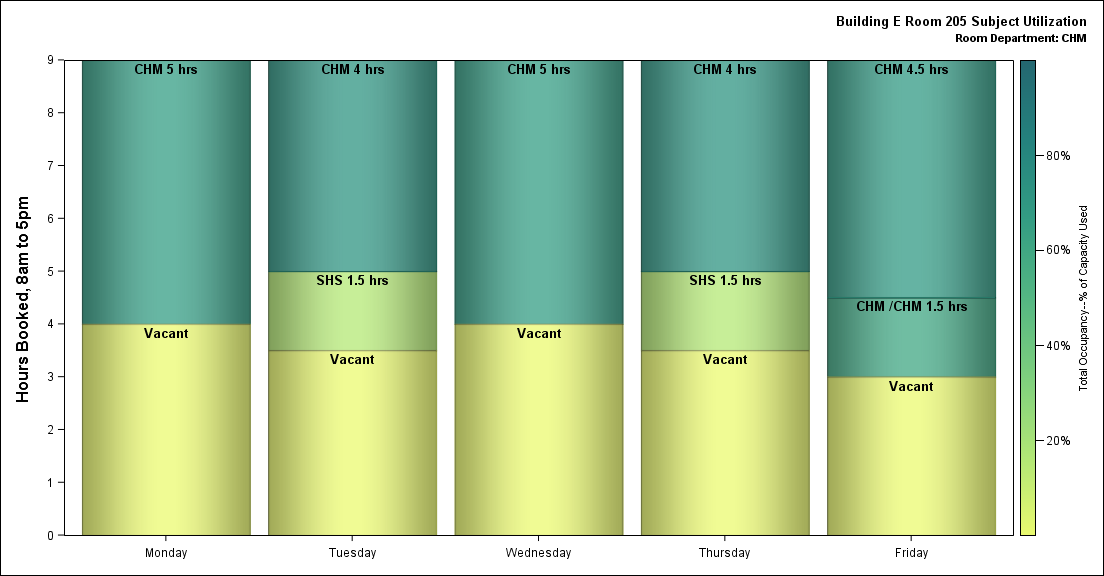 Building E Room 205 Subject Utilization
Room Department: CHM
Hours Booked, 8am to 5pm
9
8
7
6
5
4
3
2
1
0
CHM 5 hrs
Vacant
CHM 4 hrs
SHS 1.5 hrs
Vacant
CHM 5 hrs
Vacant
CHM 4 hrs
SHS 1.5 hrs
Vacant
CHM 4.5 hrs
CHM /CHM 1.5 hrs
Vacant
Monday
Tuesday
Wednesday
Thursday
Friday
80%
60%
40%
20%
Total Occupancy--% of Capacity Used